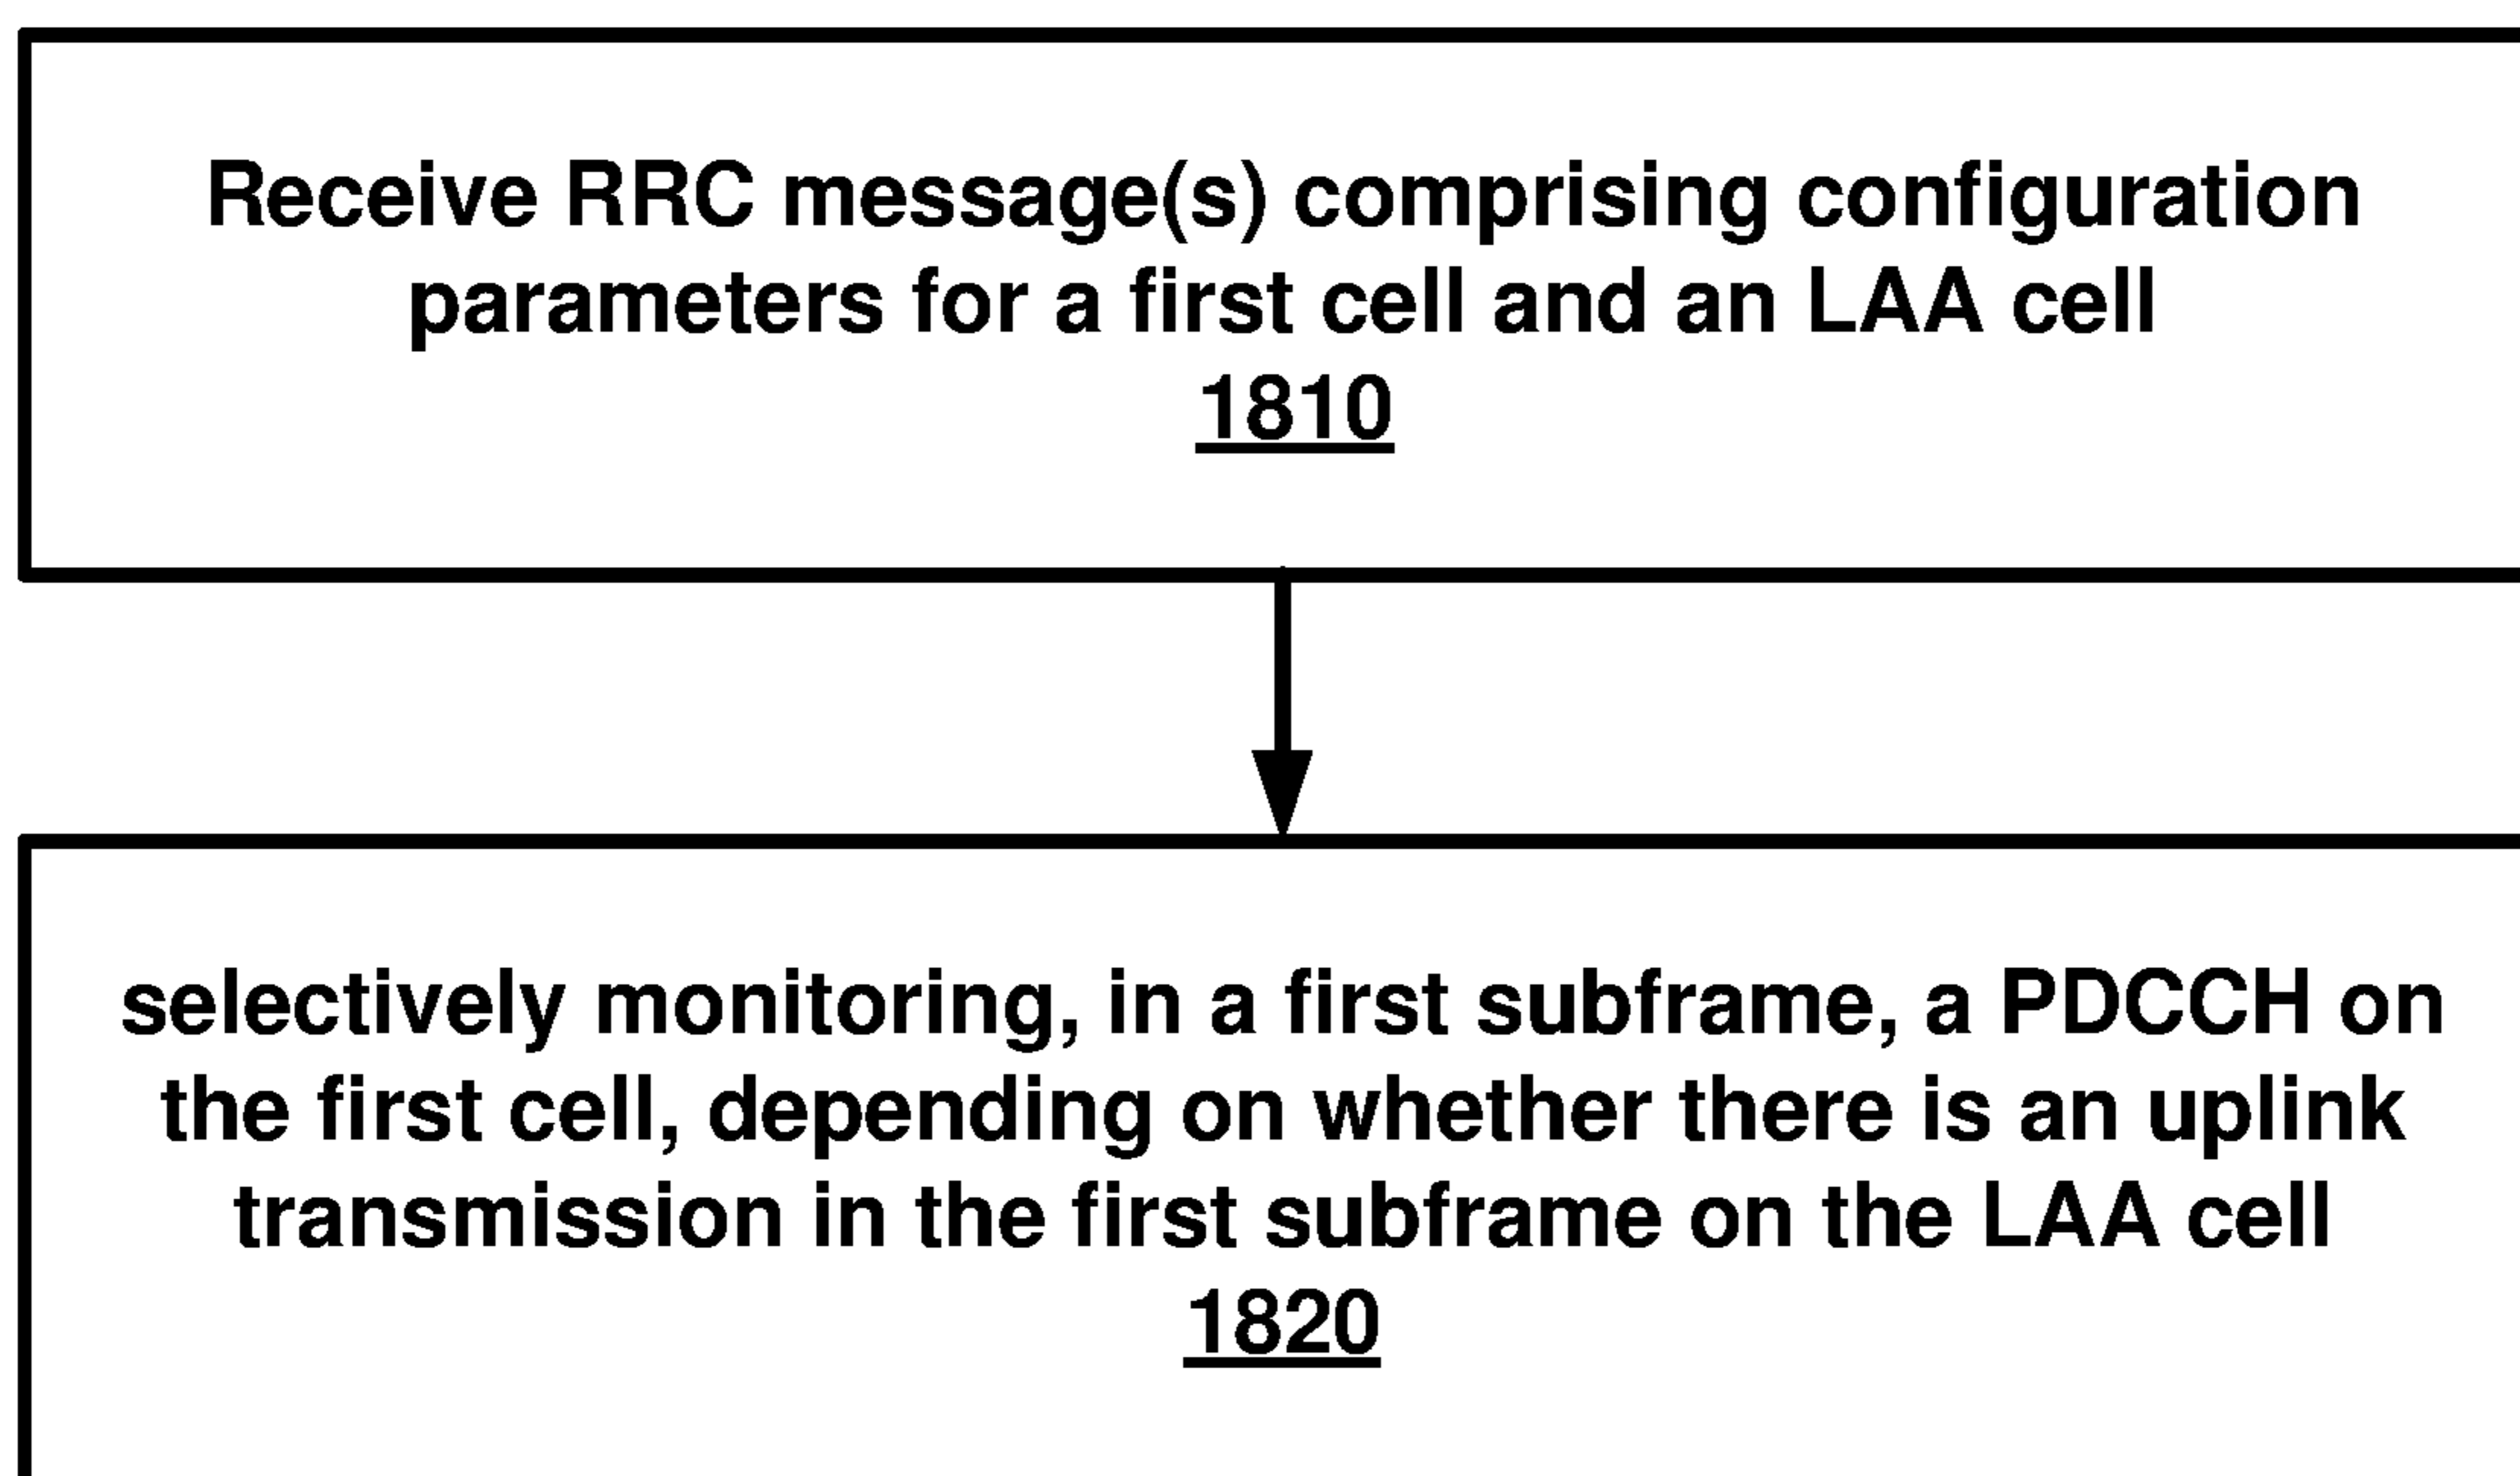 Receive RRC message(s) comprising configuration
parameters for a first cell and an LAA cell
1810
selectively monitoring, in a first subframe, a PDCCH on
the first cell, depending on whether there is an uplink
transmission in the first subframe on the LAA cell
1820